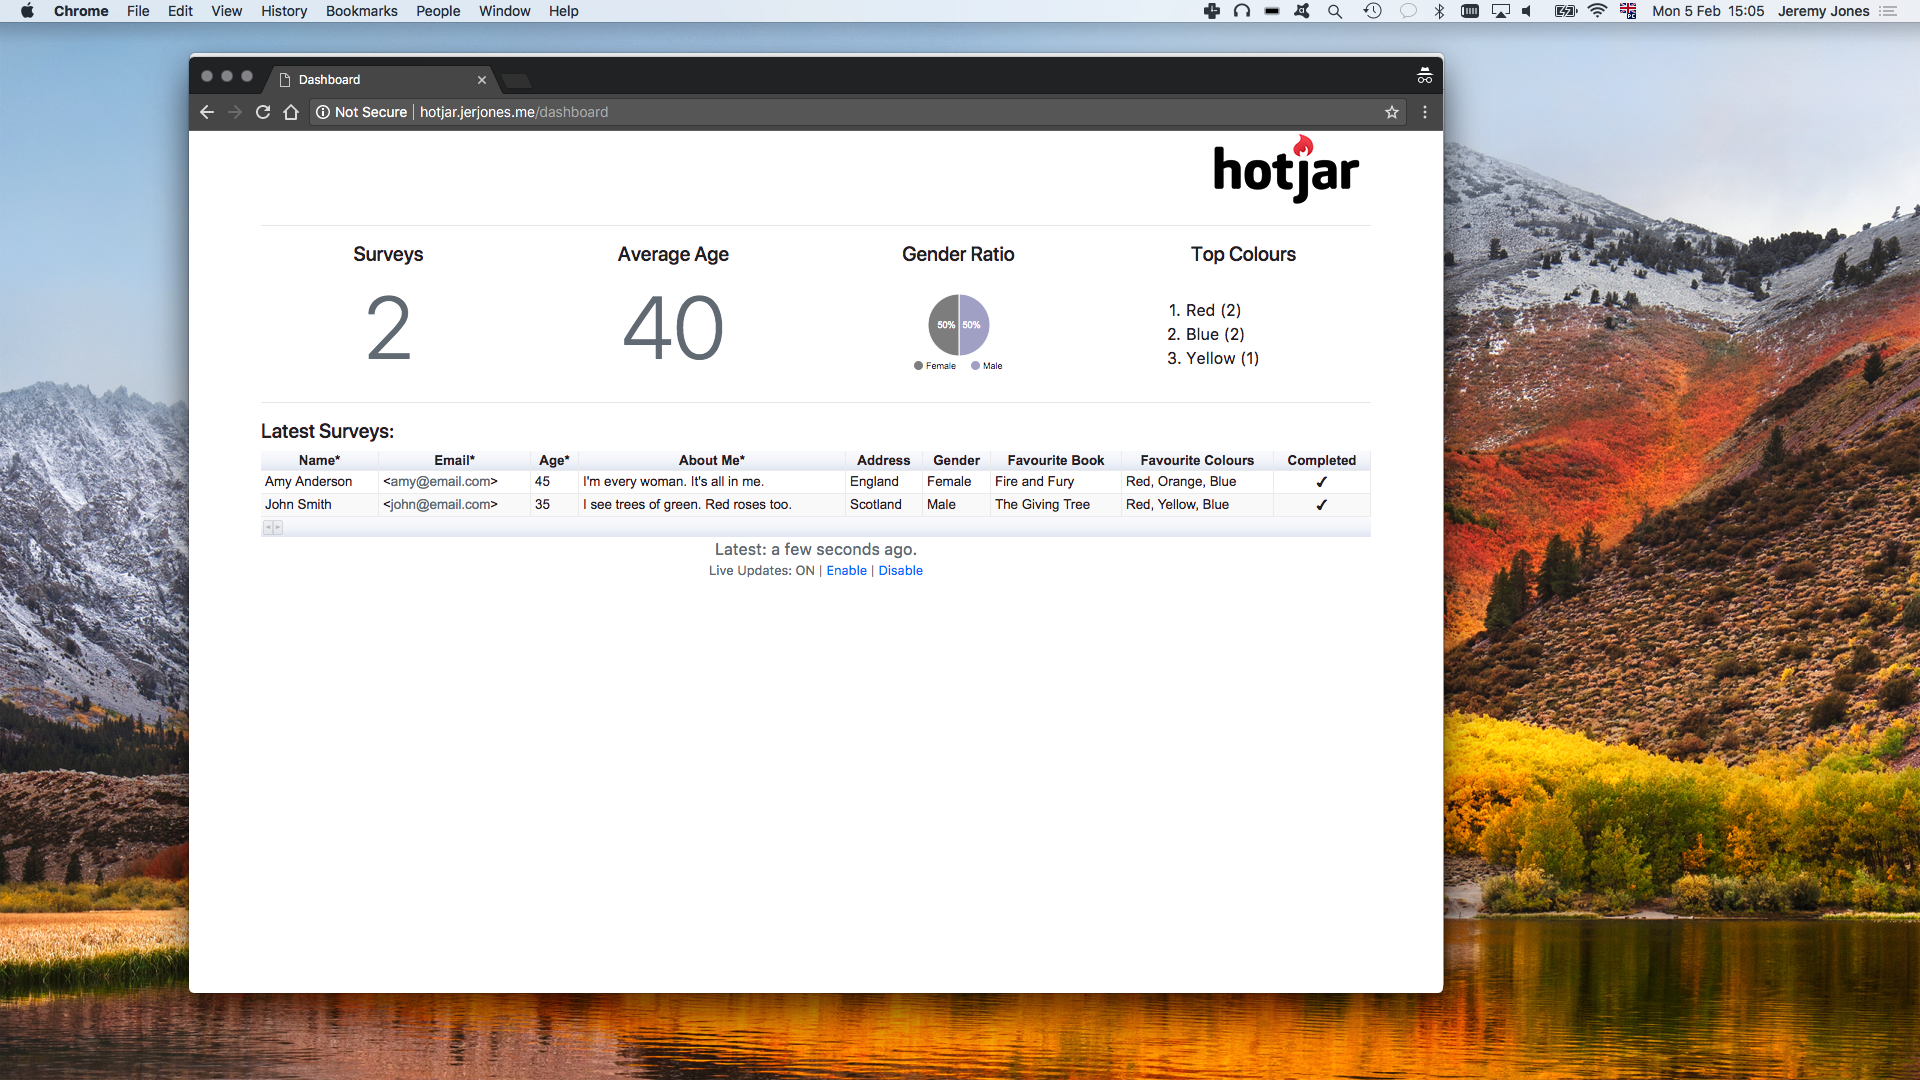 Chrome File Edit View History Bookmarks People Window Help Mon 5 Feb 15:05 Jeremy Jones
Dashboard
Not Secure | hotjar.jerjones.me/dashboard
hotjar
Surveys Average Age Gender Ratio Top Colours
2 40
50% 50%
Female Male
1. Red (2)
2. Blue (2)
3. Yellow (1)
Latest Surveys:
Name* Email* Age* About Me* Address Gender Favourite Book Favourite Colours Completed
Amy Anderson <amy@email.com> 45 I'm every woman. It's all in me. England Female Fire and Fury Red, Orange, Blue ✓
John Smith <john@email.com> 35 I see trees of green. Red roses too. Scotland Male The Giving Tree Red, Yellow, Blue ✓
Latest: a few seconds ago.
Live Updates: ON | Enable | Disable